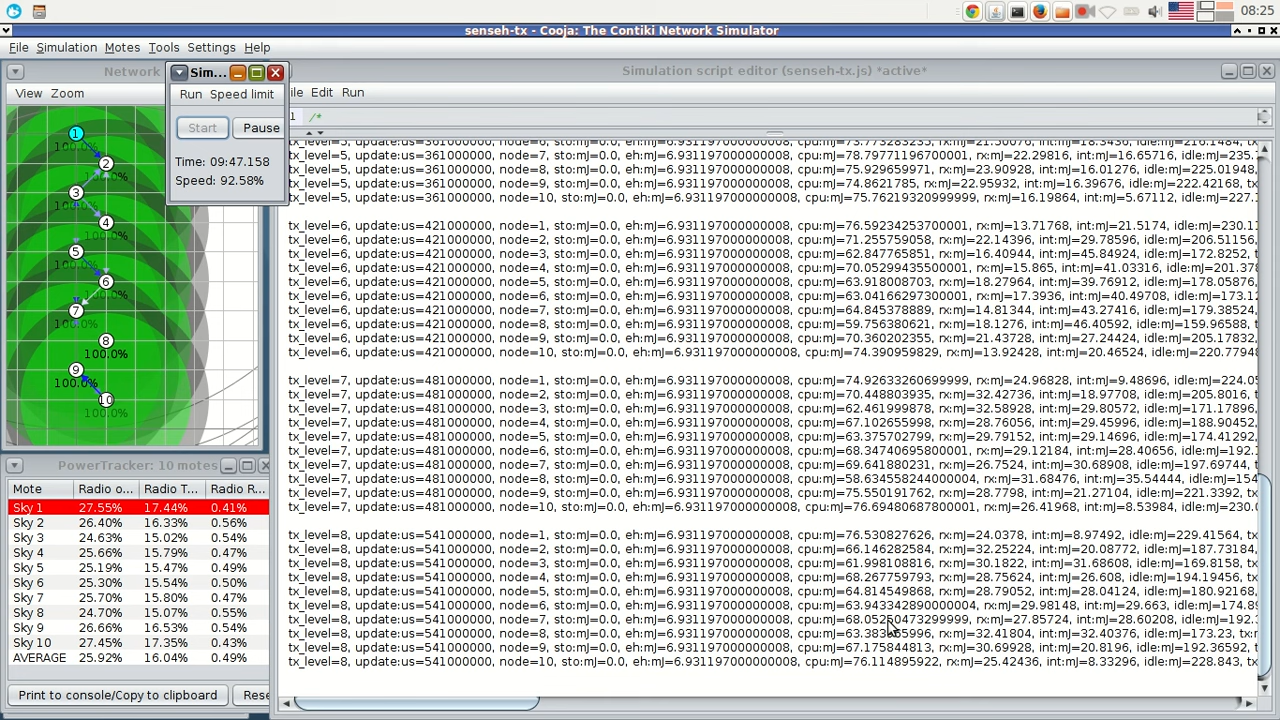 08:25
senseh-tx - Cooja: The Contiki Network Simulator
File Simulation Motes Tools Settings Help
Network
View Zoom
1
100.0%
2
100.0%
3
100.0%
4
100.0%
5
100.0%
6
100.0%
7
100.0%
8
100.0%
9
100.0%
10
100.0%
Sim...
Run Speed limit
Start Pause
Time: 09:47.158
Speed: 92.58%
PowerTracker: 10 motes
Mote Radio o... Radio T... Radio R...
Sky 1 27.55% 17.44% 0.41%
Sky 2 26.40% 16.33% 0.56%
Sky 3 24.63% 15.02% 0.54%
Sky 4 25.66% 15.79% 0.47%
Sky 5 25.19% 15.47% 0.49%
Sky 6 25.30% 15.54% 0.50%
Sky 7 25.70% 15.80% 0.47%
Sky 8 24.70% 15.07% 0.55%
Sky 9 26.66% 16.53% 0.54%
Sky 10 27.45% 17.35% 0.43%
AVERAGE 25.92% 16.04% 0.49%
Print to console/Copy to clipboard Rese
Simulation script editor (senseh-tx.js) *active*
ile Edit Run
1 /*
tx_level=5, update:us=361000000, node=7, sto:mJ=0.0, eh:mJ=6.931197000000008, cpu:mJ=78.79771196700001, rx:mJ=22.29816, int:mJ=16.65716, idle:mJ=235.
tx_level=5, update:us=361000000, node=8, sto:mJ=0.0, eh:mJ=6.931197000000008, cpu:mJ=75.929659971, rx:mJ=23.90928, int:mJ=16.01276, idle:mJ=225.01948,
tx_level=5, update:us=361000000, node=9, sto:mJ=0.0, eh:mJ=6.931197000000008, cpu:mJ=74.8621785, rx:mJ=22.95932, int:mJ=16.39676, idle:mJ=222.42168, tx:m
tx_level=5, update:us=361000000, node=10, sto:mJ=0.0, eh:mJ=6.931197000000008, cpu:mJ=75.76219320999999, rx:mJ=16.19864, int:mJ=5.67112, idle:mJ=227.
tx_level=6, update:us=421000000, node=1, sto:mJ=0.0, eh:mJ=6.931197000000008, cpu:mJ=76.59234253700001, rx:mJ=13.71768, int:mJ=21.5174, idle:mJ=230.1
tx_level=6, update:us=421000000, node=2, sto:mJ=0.0, eh:mJ=6.931197000000008, cpu:mJ=71.255759058, rx:mJ=22.14396, int:mJ=29.78596, idle:mJ=206.51156,
tx_level=6, update:us=421000000, node=3, sto:mJ=0.0, eh:mJ=6.931197000000008, cpu:mJ=62.847765851, rx:mJ=16.40944, int:mJ=45.84924, idle:mJ=172.8252,
tx_level=6, update:us=421000000, node=4, sto:mJ=0.0, eh:mJ=6.931197000000008, cpu:mJ=70.05299435500001, rx:mJ=15.865, int:mJ=41.03316, idle:mJ=201.378
tx_level=6, update:us=421000000, node=5, sto:mJ=0.0, eh:mJ=6.931197000000008, cpu:mJ=63.918008703, rx:mJ=18.27964, int:mJ=39.76912, idle:mJ=178.05876,
tx_level=6, update:us=421000000, node=6, sto:mJ=0.0, eh:mJ=6.931197000000008, cpu:mJ=63.04166297300001, rx:mJ=17.3936, int:mJ=40.49708, idle:mJ=173.1
tx_level=6, update:us=421000000, node=7, sto:mJ=0.0, eh:mJ=6.931197000000008, cpu:mJ=64.845378889, rx:mJ=14.81344, int:mJ=43.27416, idle:mJ=179.38524,
tx_level=6, update:us=421000000, node=8, sto:mJ=0.0, eh:mJ=6.931197000000008, cpu:mJ=59.756380621, rx:mJ=18.1276, int:mJ=46.40592, idle:mJ=159.96588,
tx_level=6, update:us=421000000, node=9, sto:mJ=0.0, eh:mJ=6.931197000000008, cpu:mJ=70.360202355, rx:mJ=21.43728, int:mJ=27.24424, idle:mJ=205.17832,
tx_level=6, update:us=421000000, node=10, sto:mJ=0.0, eh:mJ=6.931197000000008, cpu:mJ=74.390959829, rx:mJ=13.92428, int:mJ=20.46524, idle:mJ=220.77948
tx_level=7, update:us=481000000, node=1, sto:mJ=0.0, eh:mJ=6.931197000000008, cpu:mJ=74.92633260699999, rx:mJ=24.96828, int:mJ=9.48696, idle:mJ=224.05
tx_level=7, update:us=481000000, node=2, sto:mJ=0.0, eh:mJ=6.931197000000008, cpu:mJ=70.448803935, rx:mJ=32.42736, int:mJ=18.97708, idle:mJ=205.8016,
tx_level=7, update:us=481000000, node=3, sto:mJ=0.0, eh:mJ=6.931197000000008, cpu:mJ=62.461999878, rx:mJ=32.58928, int:mJ=29.80572, idle:mJ=171.17896,
tx_level=7, update:us=481000000, node=4, sto:mJ=0.0, eh:mJ=6.931197000000008, cpu:mJ=67.102655998, rx:mJ=28.76056, int:mJ=29.45996, idle:mJ=188.90452
tx_level=7, update:us=481000000, node=5, sto:mJ=0.0, eh:mJ=6.931197000000008, cpu:mJ=63.375702799, rx:mJ=29.79152, int:mJ=29.14696, idle:mJ=174.41292,
tx_level=7, update:us=481000000, node=6, sto:mJ=0.0, eh:mJ=6.931197000000008, cpu:mJ=68.34740695800001, rx:mJ=29.12184, int:mJ=28.40656, idle:mJ=192.
tx_level=7, update:us=481000000, node=7, sto:mJ=0.0, eh:mJ=6.931197000000008, cpu:mJ=69.641880231, rx:mJ=26.7524, int:mJ=30.68908, idle:mJ=197.69744,
tx_level=7, update:us=481000000, node=8, sto:mJ=0.0, eh:mJ=6.931197000000008, cpu:mJ=58.634558244000004, rx:mJ=31.68476, int:mJ=35.54444, idle:mJ=154
tx_level=7, update:us=481000000, node=9, sto:mJ=0.0, eh:mJ=6.931197000000008, cpu:mJ=75.550191762, rx:mJ=28.7798, int:mJ=21.27104, idle:mJ=221.33992,
tx_level=7, update:us=481000000, node=10, sto:mJ=0.0, eh:mJ=6.931197000000008, cpu:mJ=76.69480687800001, rx:mJ=26.41968, int:mJ=8.53984, idle:mJ=230.0
tx_level=8, update:us=541000000, node=1, sto:mJ=0.0, eh:mJ=6.931197000000008, cpu:mJ=76.530827626, rx:mJ=24.0378, int:mJ=8.97492, idle:mJ=229.41564, tx
tx_level=8, update:us=541000000, node=2, sto:mJ=0.0, eh:mJ=6.931197000000008, cpu:mJ=66.146282584, rx:mJ=32.25224, int:mJ=20.08772, idle:mJ=187.73184,
tx_level=8, update:us=541000000, node=3, sto:mJ=0.0, eh:mJ=6.931197000000008, cpu:mJ=61.998108816, rx:mJ=30.1822, int:mJ=31.68608, idle:mJ=169.8158, t
tx_level=8, update:us=541000000, node=4, sto:mJ=0.0, eh:mJ=6.931197000000008, cpu:mJ=68.267759793, rx:mJ=28.75624, int:mJ=26.608, idle:mJ=194.19456, tx
tx_level=8, update:us=541000000, node=5, sto:mJ=0.0, eh:mJ=6.931197000000008, cpu:mJ=64.814549868, rx:mJ=28.79052, int:mJ=28.04124, idle:mJ=180.92168
tx_level=8, update:us=541000000, node=6, sto:mJ=0.0, eh:mJ=6.931197000000008, cpu:mJ=63.943342890000004, rx:mJ=29.98148, int:mJ=29.663, idle:mJ=174.89
tx_level=8, update:us=541000000, node=7, sto:mJ=0.0, eh:mJ=6.931197000000008, rx:mJ=27.85724, int:mJ=28.60208, idle:mJ=192.
tx_level=8, update:us=541000000, node=8, sto:mJ=0.0, eh:mJ=6.931197000000008, rx:mJ=32.41804, int:mJ=32.40376, idle:mJ=173.23, tx:m
tx_level=8, update:us=541000000, node=9, sto:mJ=0.0, eh:mJ=6.931197000000008, cpu:mJ=67.175844813, rx:mJ=30.69928, int:mJ=20.8196, idle:mJ=192.36592,
tx_level=8, update:us=541000000, node=10, sto:mJ=0.0, eh:mJ=6.931197000000008, cpu:mJ=76.114895922, rx:mJ=25.42436, int:mJ=8.33296, idle:mJ=228.843, tx